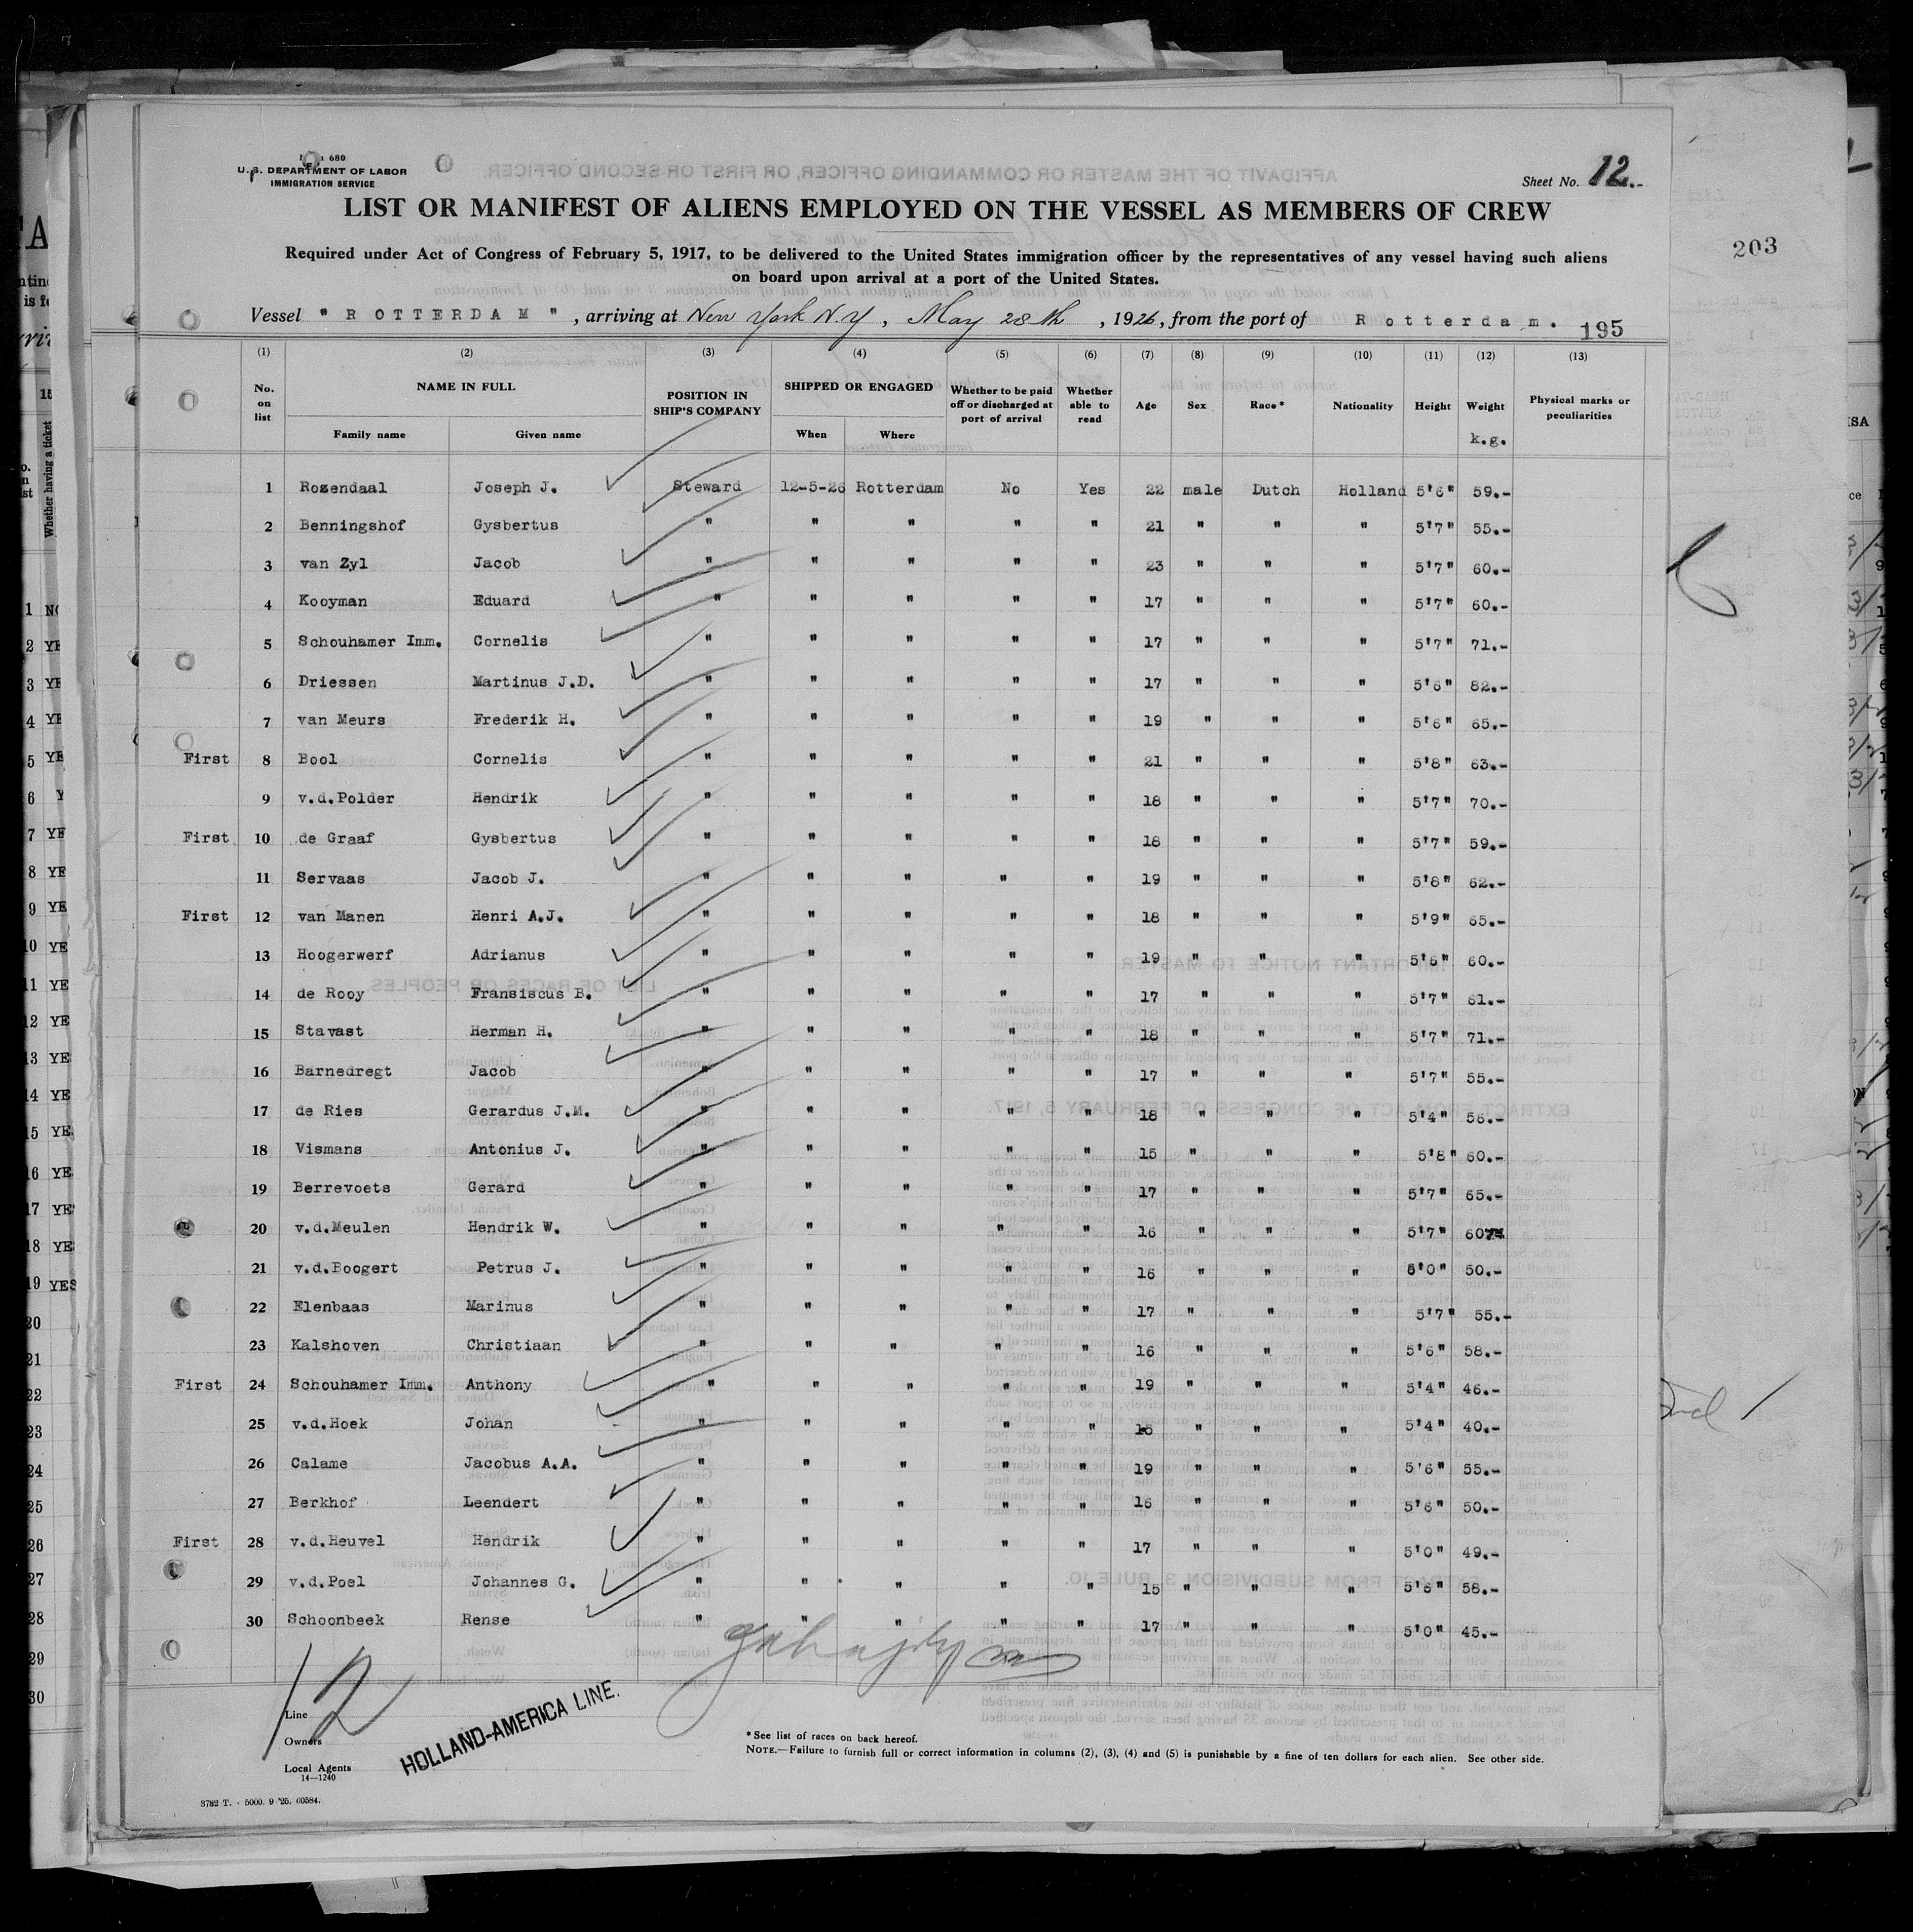 Form 680
U. S. DEPARTMENT OF LABOR
IMMIGRATION SERVICE
Sheet No. 12.-
LIST OR MANIFEST OF ALIENS EMPLOYED ON THE VESSEL AS MEMBERS OF CREW
203
Required under Act of Congress of February 5, 1917, to be delivered to the United States immigration officer by the representatives of any vessel having such aliens
on board upon arrival at a port of the United States.
Vessel "ROTTERDAM", arriving at New York N.Y, May 28th, 1926, from the port of Rotterdam. 195
(1) (2) (3) (4) (5) (6) (7) (8) (9) (10) (11) (12) (13)
No. on list NAME IN FULL Family name Given name POSITION IN SHIP'S COMPANY SHIPPED OR ENGAGED When Where Whether to be paid off or discharged at port of arrival Whether able to read Age Sex Race* Nationality Height Weight k.g. Physical marks or peculiarities
1 Rozendaal Joseph J. Steward 12-5-26 Rotterdam No Yes 22 male Dutch Holland 5'6" 59.-
2 Benningshof Gysbertus " " " " " 21 " " " 5'7" 55.-
3 van Zyl Jacob " " " " " 23 " " " 5'7" 60.-
4 Kooyman Eduard " " " " " 17 " " " 5'7" 60.-
5 Schouhamer Imm. Cornelis " " " " " 17 " " " 5'7" 71.-
6 Driessen Martinus J.D. " " " " " 17 " " " 5'6" 82.-
7 van Meurs Frederik H. " " " " " 19 " " " 5'6" 65.-
First 8 Bool Cornelis " " " " " 21 " " " 5'8" 63.-
9 v.d.Polder Hendrik " " " " " 18 " " " 5'7" 70.-
First 10 de Graaf Gysbertus " " " " " 18 " " " 5'7" 59.-
11 Servaas Jacob J. " " " " " 19 " " " 5'8" 62.-
First 12 van Manen Henri A.J. " " " " " 18 " " " 5'9" 65.-
13 Hoogerwerf Adrianus " " " " " 19 " " " 5'6" 60.-
14 de Rooy Fransiscus B. " " " " " 17 " " " 5'7" 61.-
15 Stavast Herman H. " " " " " 18 " " " 5'7" 71.-
16 Barnedregt Jacob " " " " " 17 " " " 5'7" 55.-
17 de Ries Gerardus J.M. " " " " " 18 " " " 5'4" 56.-
18 Vismans Antonius J. " " " " " 15 " " " 5'8" 60.-
19 Berrevoets Gerard " " " " " 17 " " " 5'7" 65.-
20 v.d.Meulen Hendrik W. " " " " " 16 " " " 5'7" 60
21 v.d.Boogert Petrus J. " " " " " 16 " " " 5'0" 50.-
22 Elenbaas Marinus " " " " " 17 " " " 5'7" 55.-
23 Kalshoven Christiaan " " " " " 16 " " " 5'6" 58.-
First 24 Schouhamer Imm. Anthony " " " " " 19 " " " 5'4" 46.-
25 v.d.Hoek Johan " " " " " 15 " " " 5'4" 40.-
26 Calame Jacobus A.A. " " " " " 19 " " " 5'6" 55.-
27 Berkhof Leendert " " " " " 16 " " " 5'6" 50.-
First 28 v.d.Heuvel Hendrik " " " " " 17 " " " 5'0" 49.-
29 v.d.Poel Johannes G. " " " " " 15 " " " 5'6" 58.-
30 Schoonbeek Rense " " " " " 17 " " " 5'0" 45.-
12
Line
Owners
HOLLAND-AMERICA LINE.
Local Agents
14—1240
* See list of races on back hereof.
NOTE.—Failure to furnish full or correct information in columns (2), (3), (4) and (5) is punishable by a fine of ten dollars for each alien. See other side.
3782 T. - 5000. 9-'25. 60584.